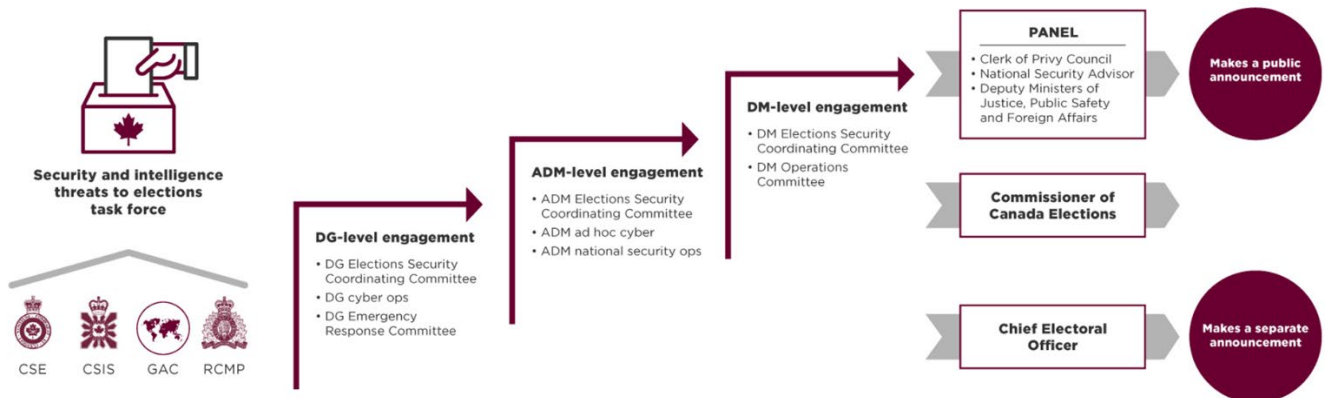 Security and intelligence
threats to elections
task force
CSE
CSIS
GAC
RCMP
DG-level engagement
• DG Elections Security
Coordinating Committee
• DG cyber ops
• DG Emergency
Response Committee
ADM-level engagement
• ADM Elections Security
Coordinating Committee
• ADM ad hoc cyber
• ADM national security ops
DM-level engagement
• DM Elections Security
Coordinating Committee
• DM Operations
Committee
PANEL
• Clerk of Privy Council
• National Security Advisor
• Deputy Ministers of
Justice, Public Safety
and Foreign Affairs
Makes a public
announcement
Commissioner of
Canada Elections
Chief Electoral
Officer
Makes a separate
announcement